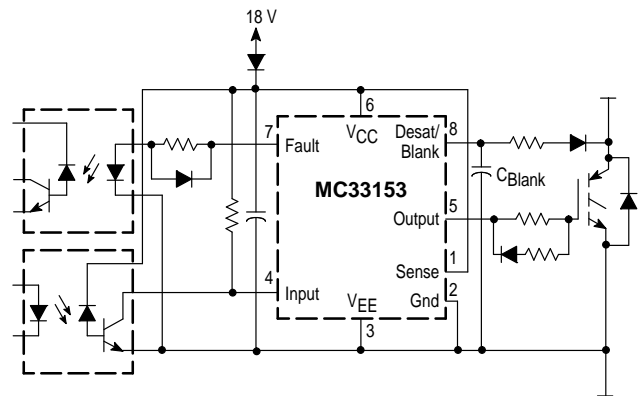 18 V
6
VCC
Desat/
Blank
8
7
Fault
CBlank
MC33153
5
Output
1
Sense
4
Input
VEE
2
Gnd
3